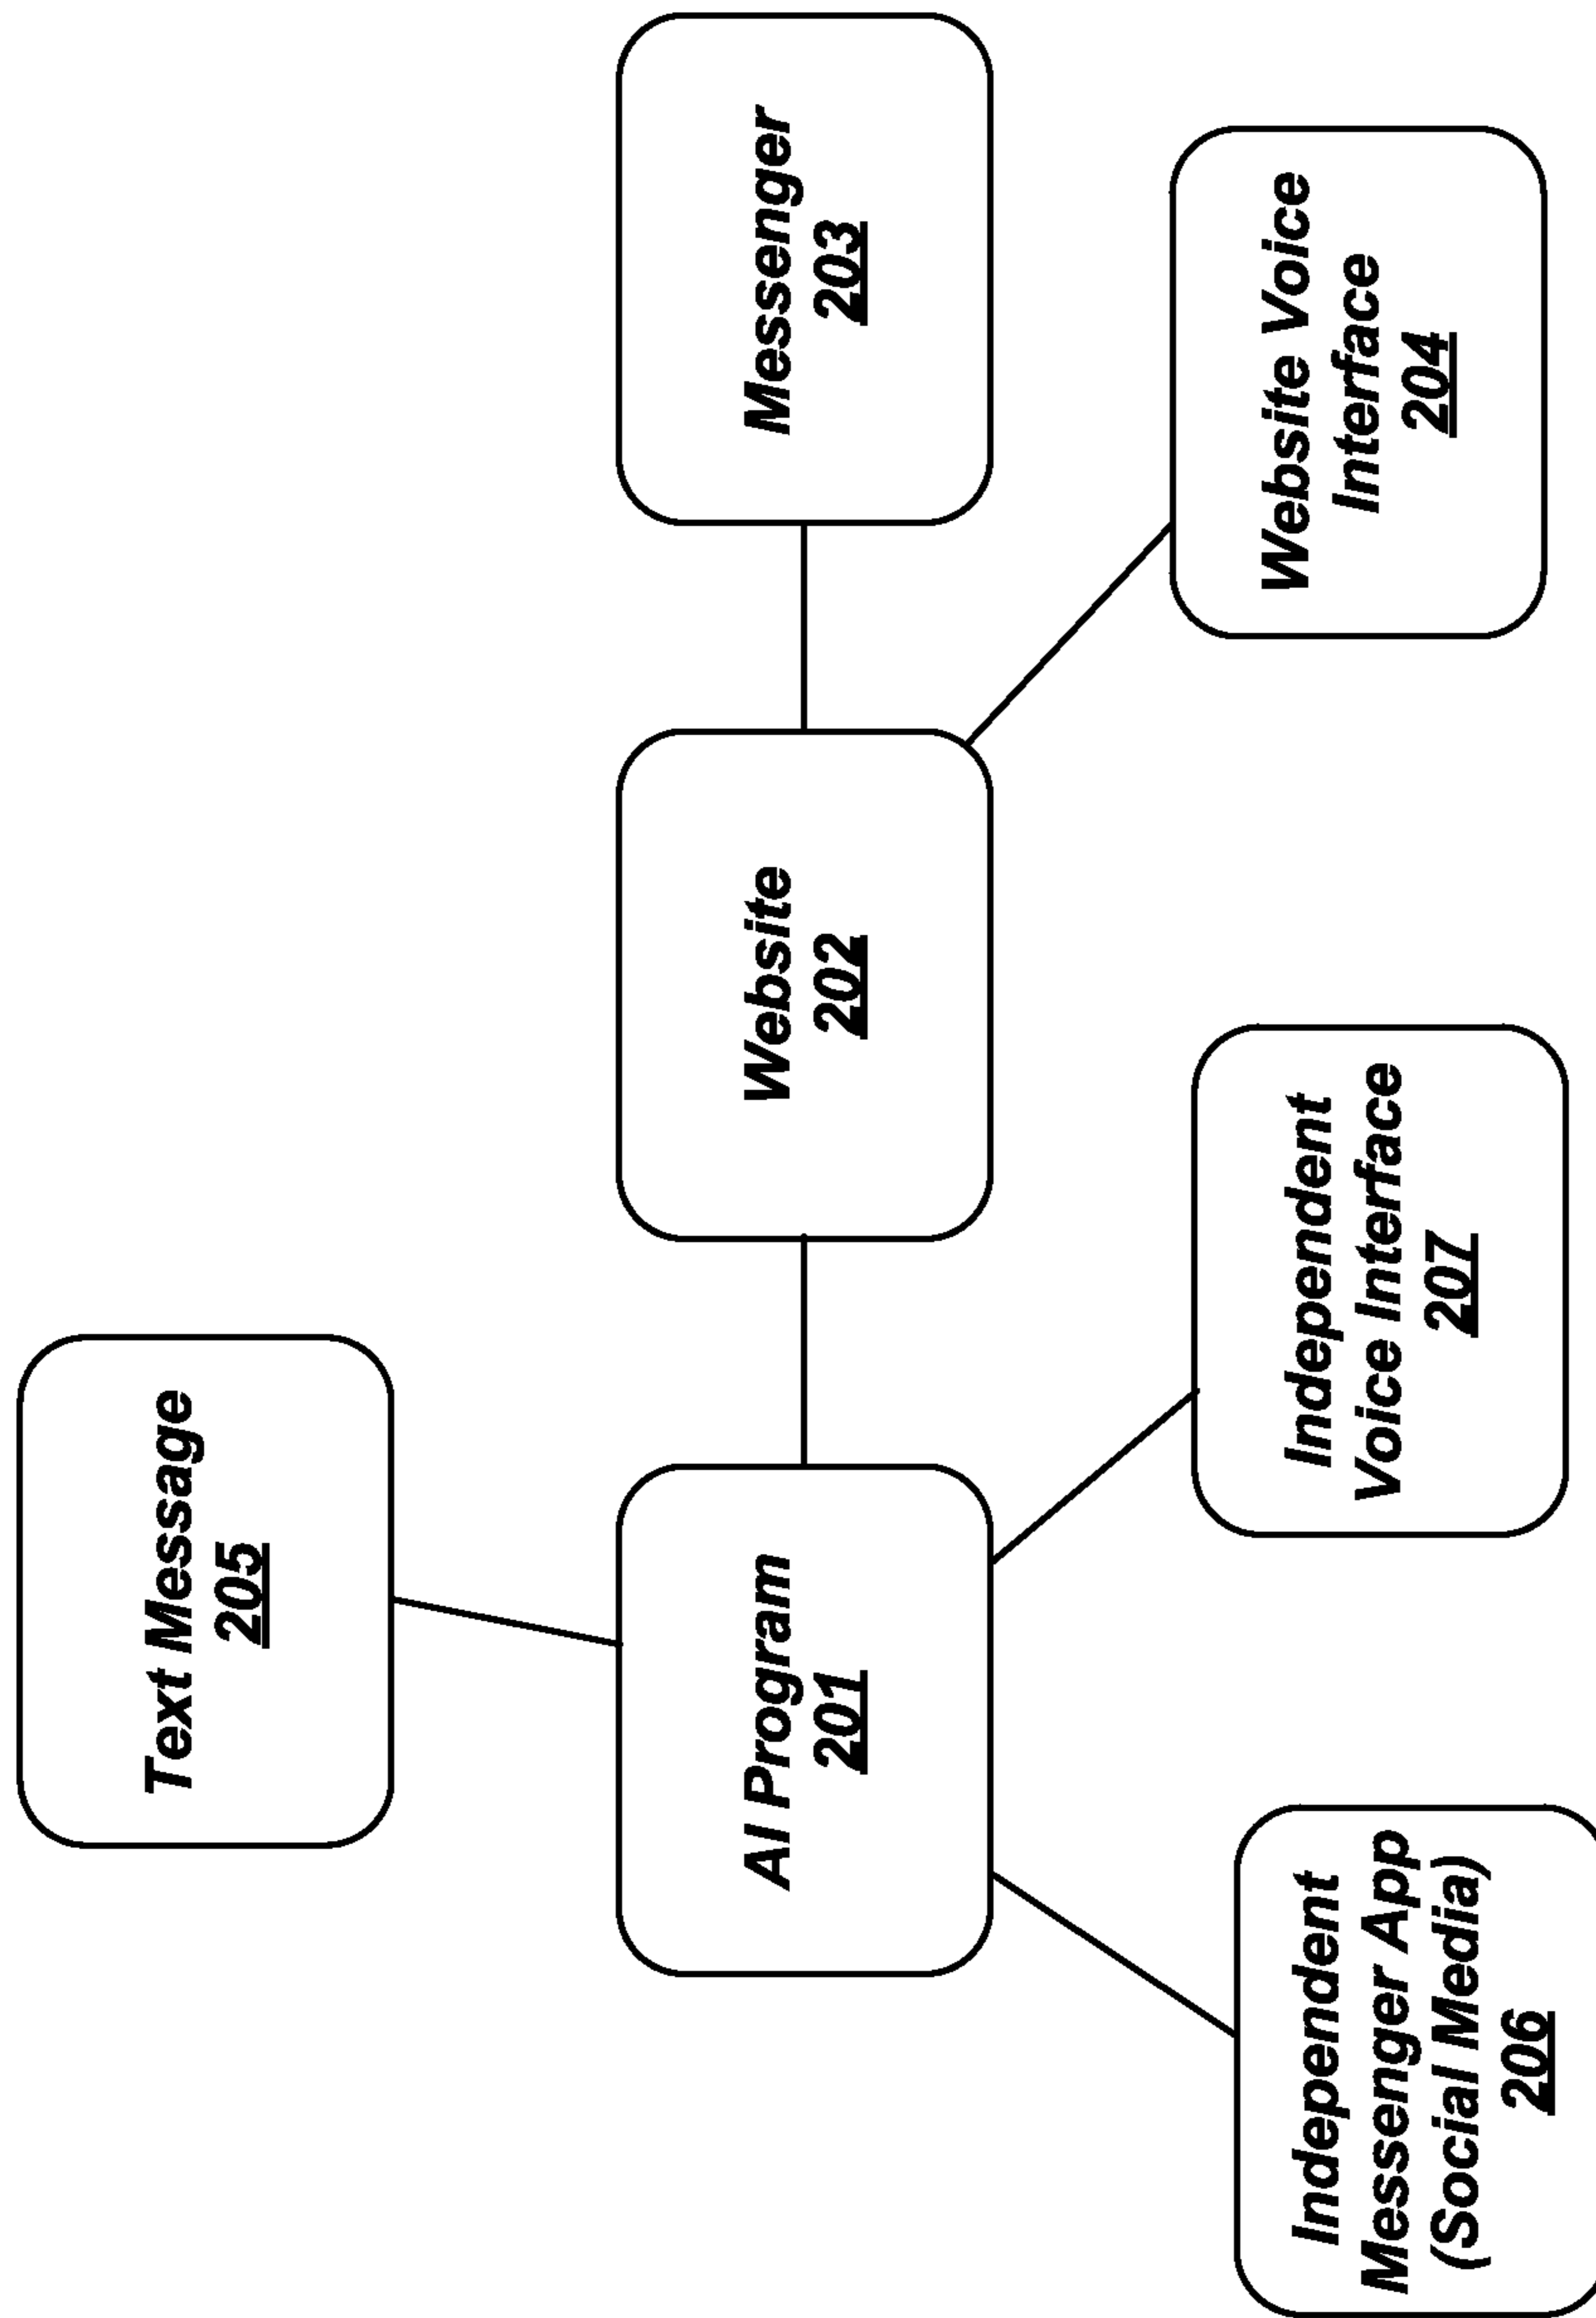 Text Message
205
AI Program
201
Website
202
Messenger
203
Independent
Messenger App
(Social Media)
206
Independent
Voice Interface
207
Website Voice
Interface
204